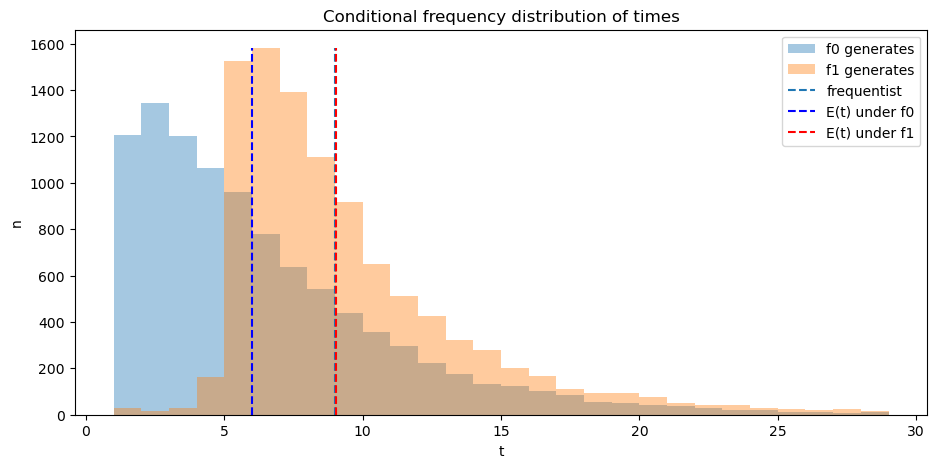 Conditional frequency distribution of times
1600
1400
1200
1000
800
600
400
200
0
n
f0 generates
f1 generates
frequentist
E(t) under f0
E(t) under f1
0 5 10 15 20 25 30
t